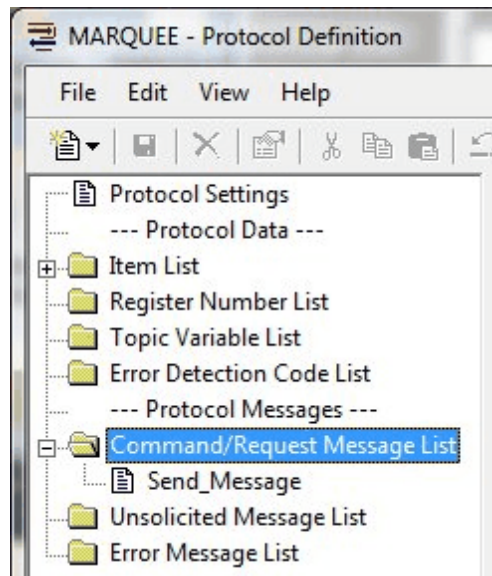 MARQUEE - Protocol Definition
File Edit View Help
Protocol Settings
--- Protocol Data ---
Item List
Register Number List
Topic Variable List
Error Detection Code List
--- Protocol Messages ---
Command/Request Message List
Send_Message
Unsolicited Message List
Error Message List